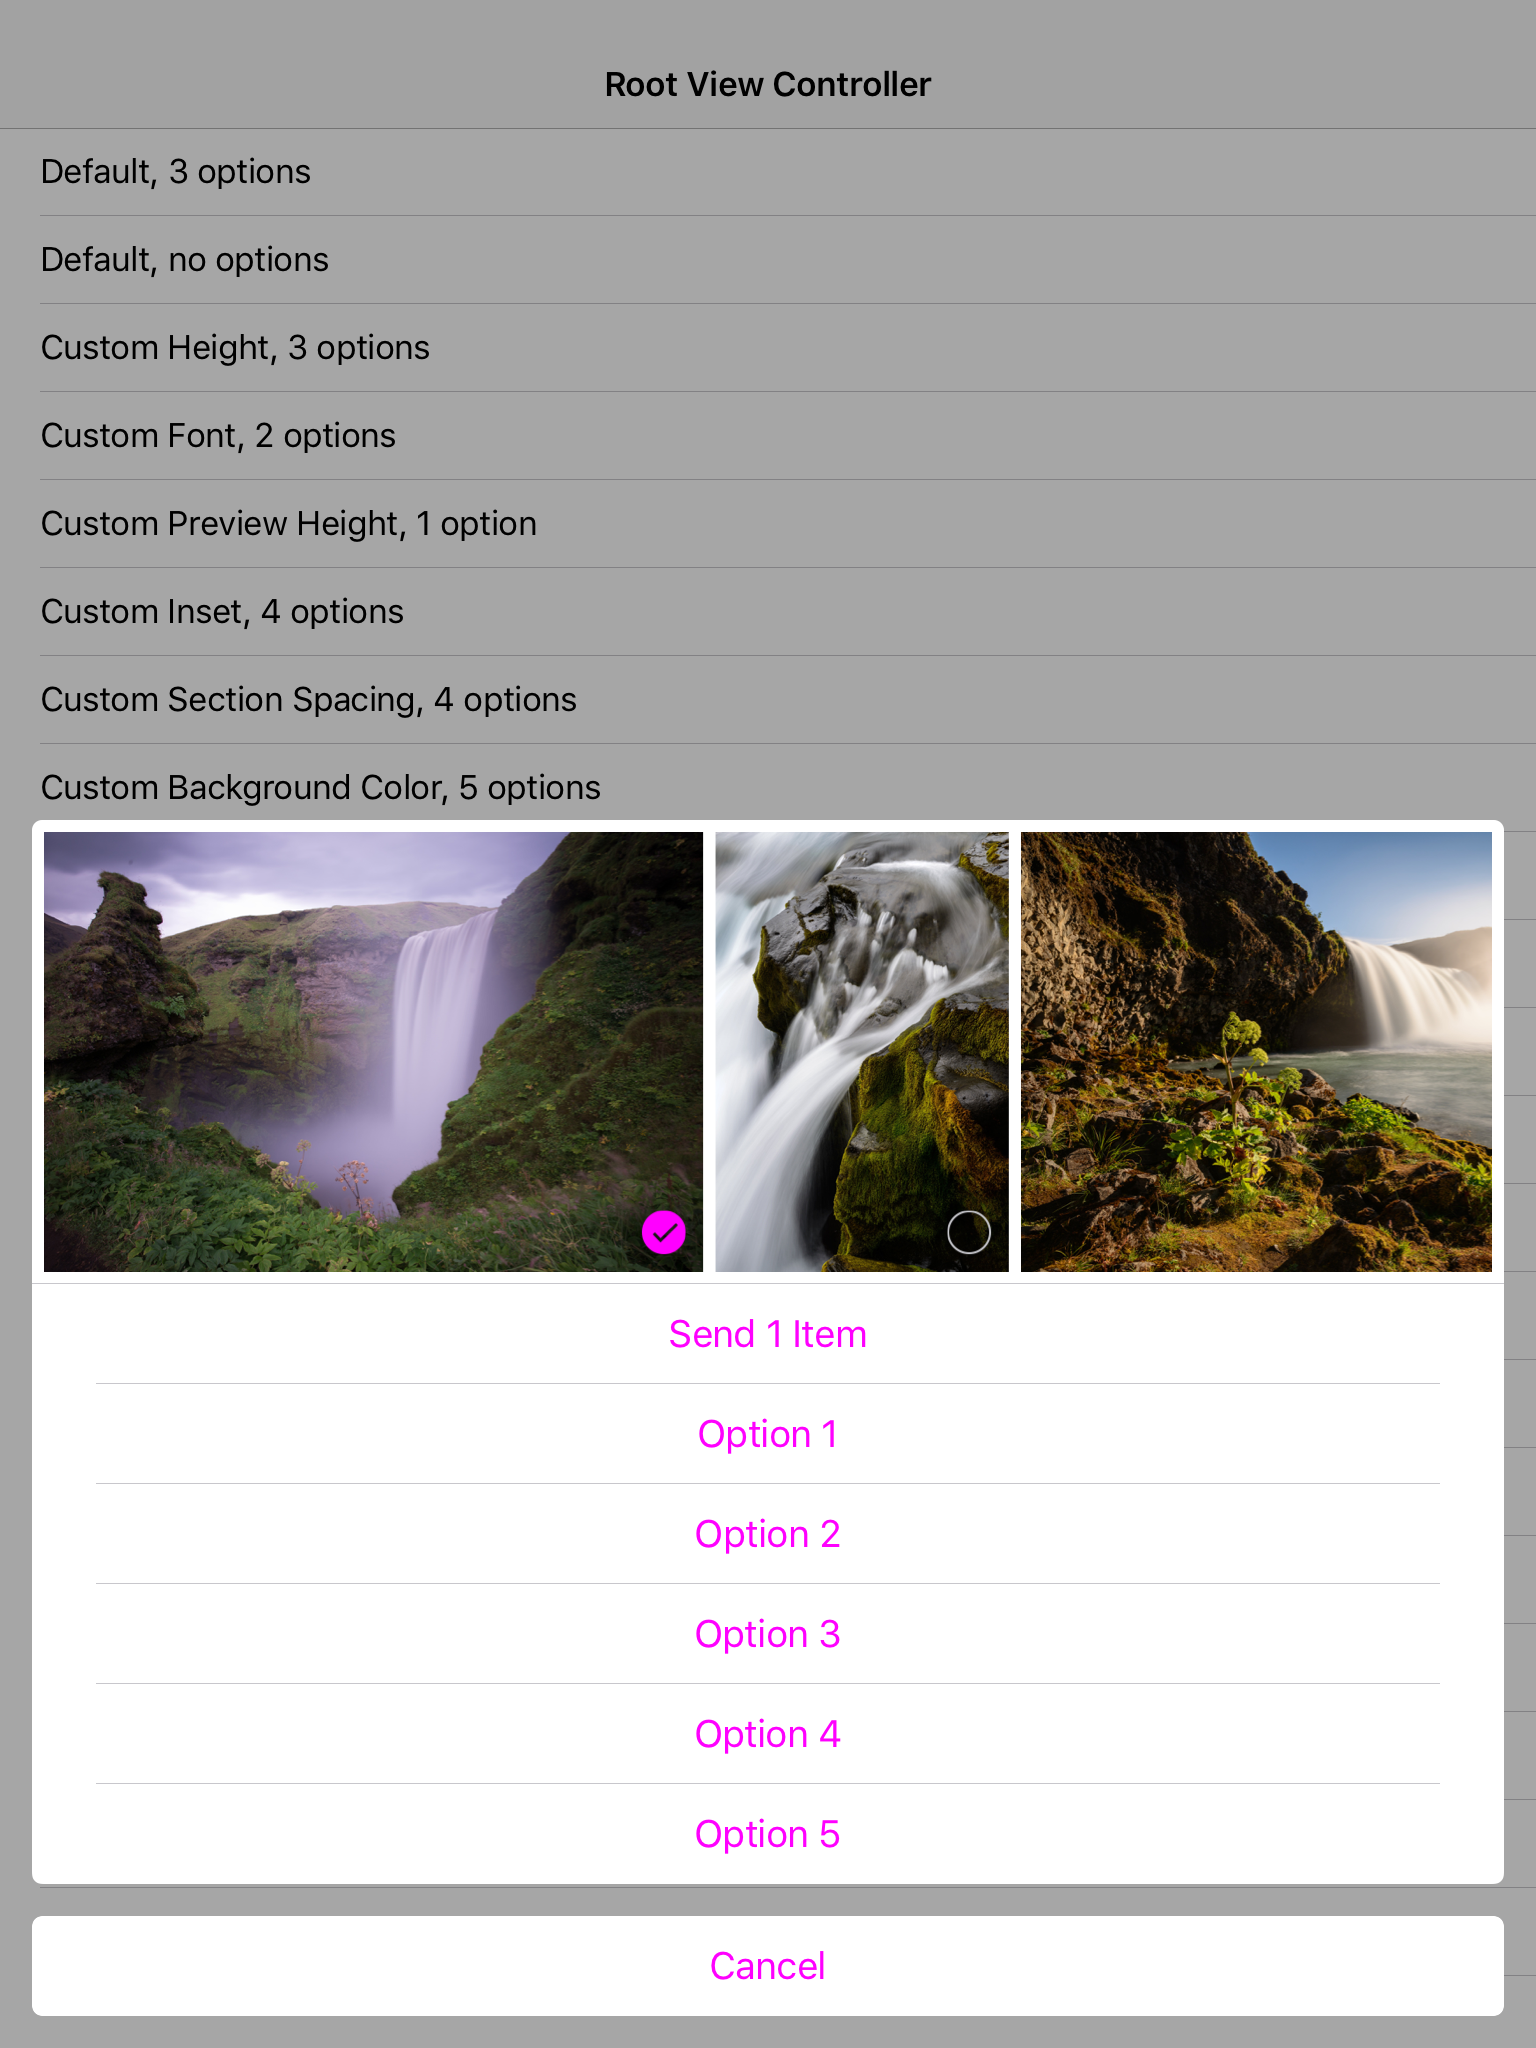 Root View Controller
Default, 3 options
Default, no options
Custom Height, 3 options
Custom Font, 2 options
Custom Preview Height, 1 option
Custom Inset, 4 options
Custom Section Spacing, 4 options
Custom Background Color, 5 options
Send 1 Item
Option 1
Option 2
Option 3
Option 4
Option 5
Cancel